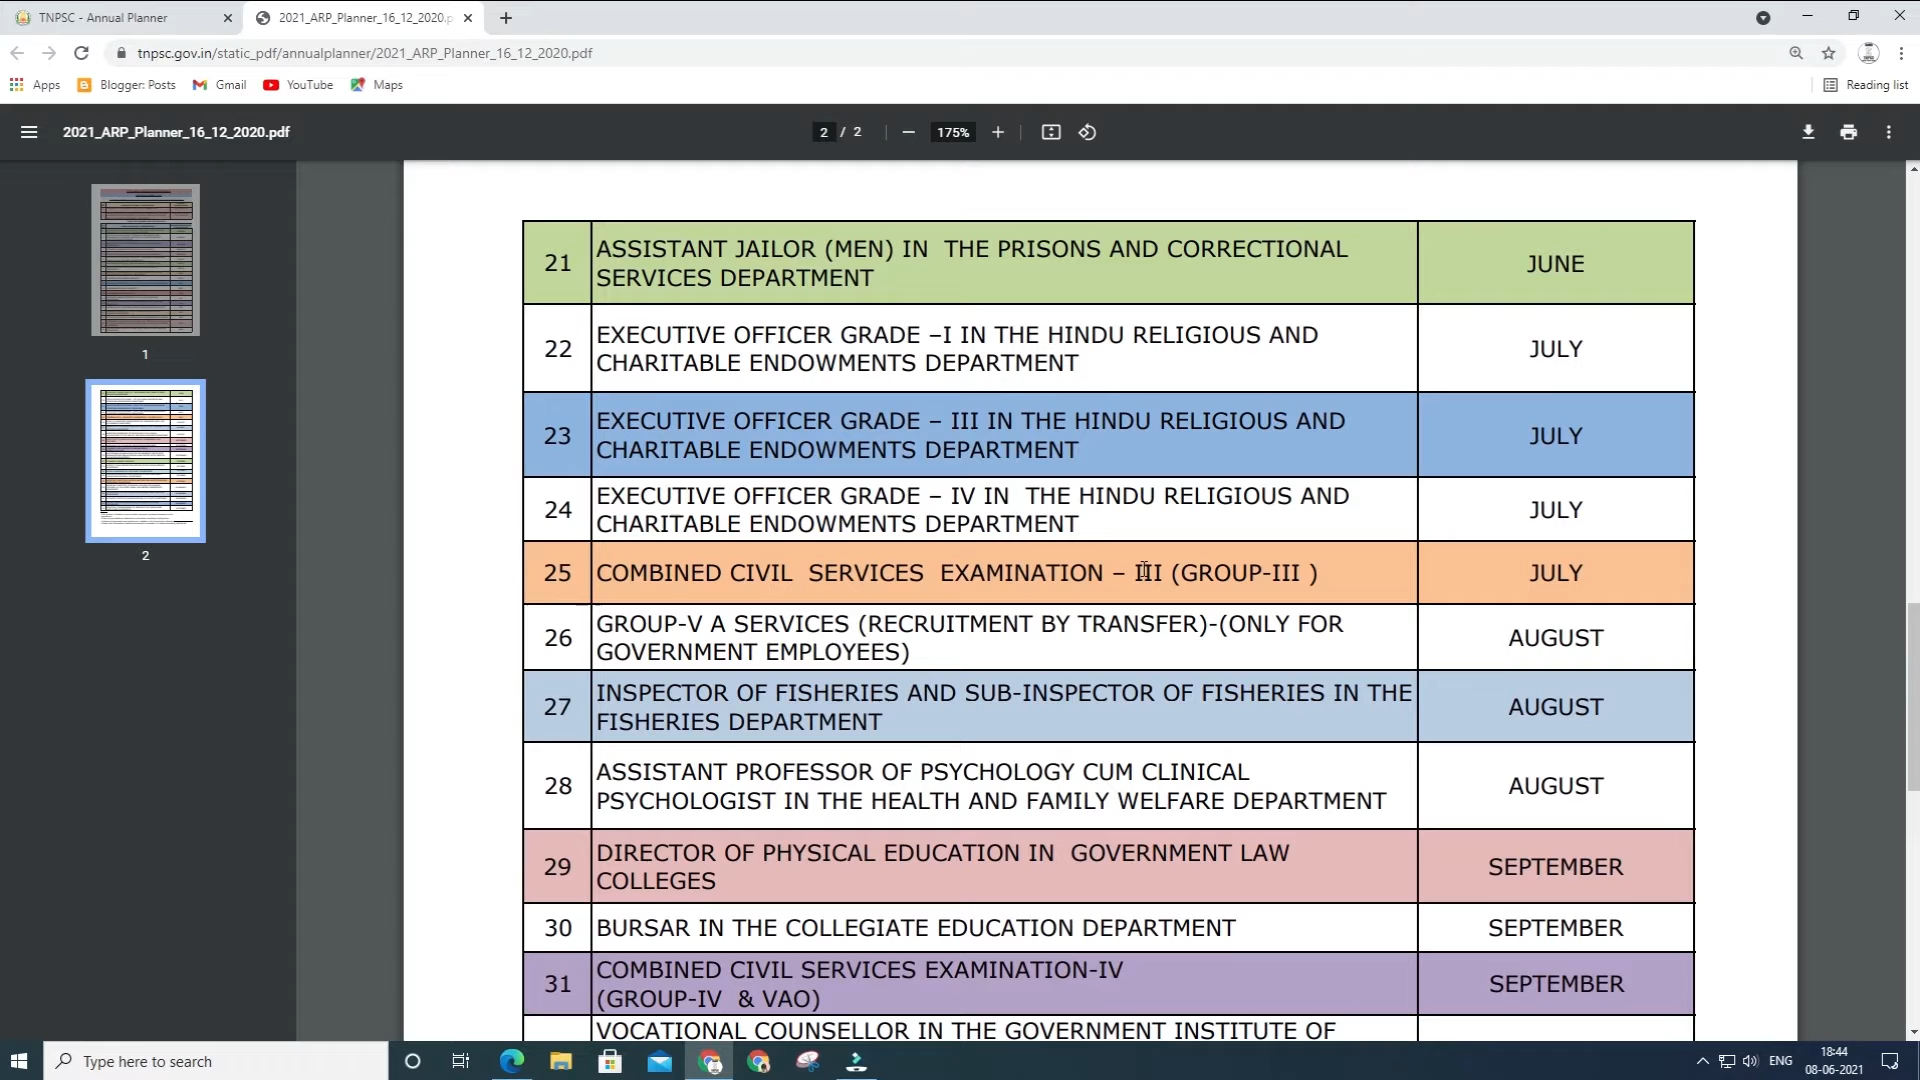 TNPSC - Annual Planner
2021_ARP_Planner_16_12_2020.p
tnpsc.gov.in/static_pdf/annualplanner/2021_ARP_Planner_16_12_2020.pdf
Apps
Blogger: Posts
Gmail
YouTube
Maps
Reading list
2021_ARP_Planner_16_12_2020.pdf
2 / 2
175%
1
2
21 ASSISTANT JAILOR (MEN) IN THE PRISONS AND CORRECTIONAL
SERVICES DEPARTMENT
JUNE
22 EXECUTIVE OFFICER GRADE –I IN THE HINDU RELIGIOUS AND
CHARITABLE ENDOWMENTS DEPARTMENT
JULY
23 EXECUTIVE OFFICER GRADE – III IN THE HINDU RELIGIOUS AND
CHARITABLE ENDOWMENTS DEPARTMENT
JULY
24 EXECUTIVE OFFICER GRADE – IV IN THE HINDU RELIGIOUS AND
CHARITABLE ENDOWMENTS DEPARTMENT
JULY
25 COMBINED CIVIL SERVICES EXAMINATION – III (GROUP-III ) JULY
26 GROUP-V A SERVICES (RECRUITMENT BY TRANSFER)-(ONLY FOR
GOVERNMENT EMPLOYEES)
AUGUST
27 INSPECTOR OF FISHERIES AND SUB-INSPECTOR OF FISHERIES IN THE
FISHERIES DEPARTMENT
AUGUST
28 ASSISTANT PROFESSOR OF PSYCHOLOGY CUM CLINICAL
PSYCHOLOGIST IN THE HEALTH AND FAMILY WELFARE DEPARTMENT
AUGUST
29 DIRECTOR OF PHYSICAL EDUCATION IN GOVERNMENT LAW
COLLEGES
SEPTEMBER
30 BURSAR IN THE COLLEGIATE EDUCATION DEPARTMENT SEPTEMBER
31 COMBINED CIVIL SERVICES EXAMINATION-IV
(GROUP-IV & VAO)
SEPTEMBER
VOCATIONAL COUNSELLOR IN THE GOVERNMENT INSTITUTE OF
Type here to search
ENG
18:44
08-06-2021